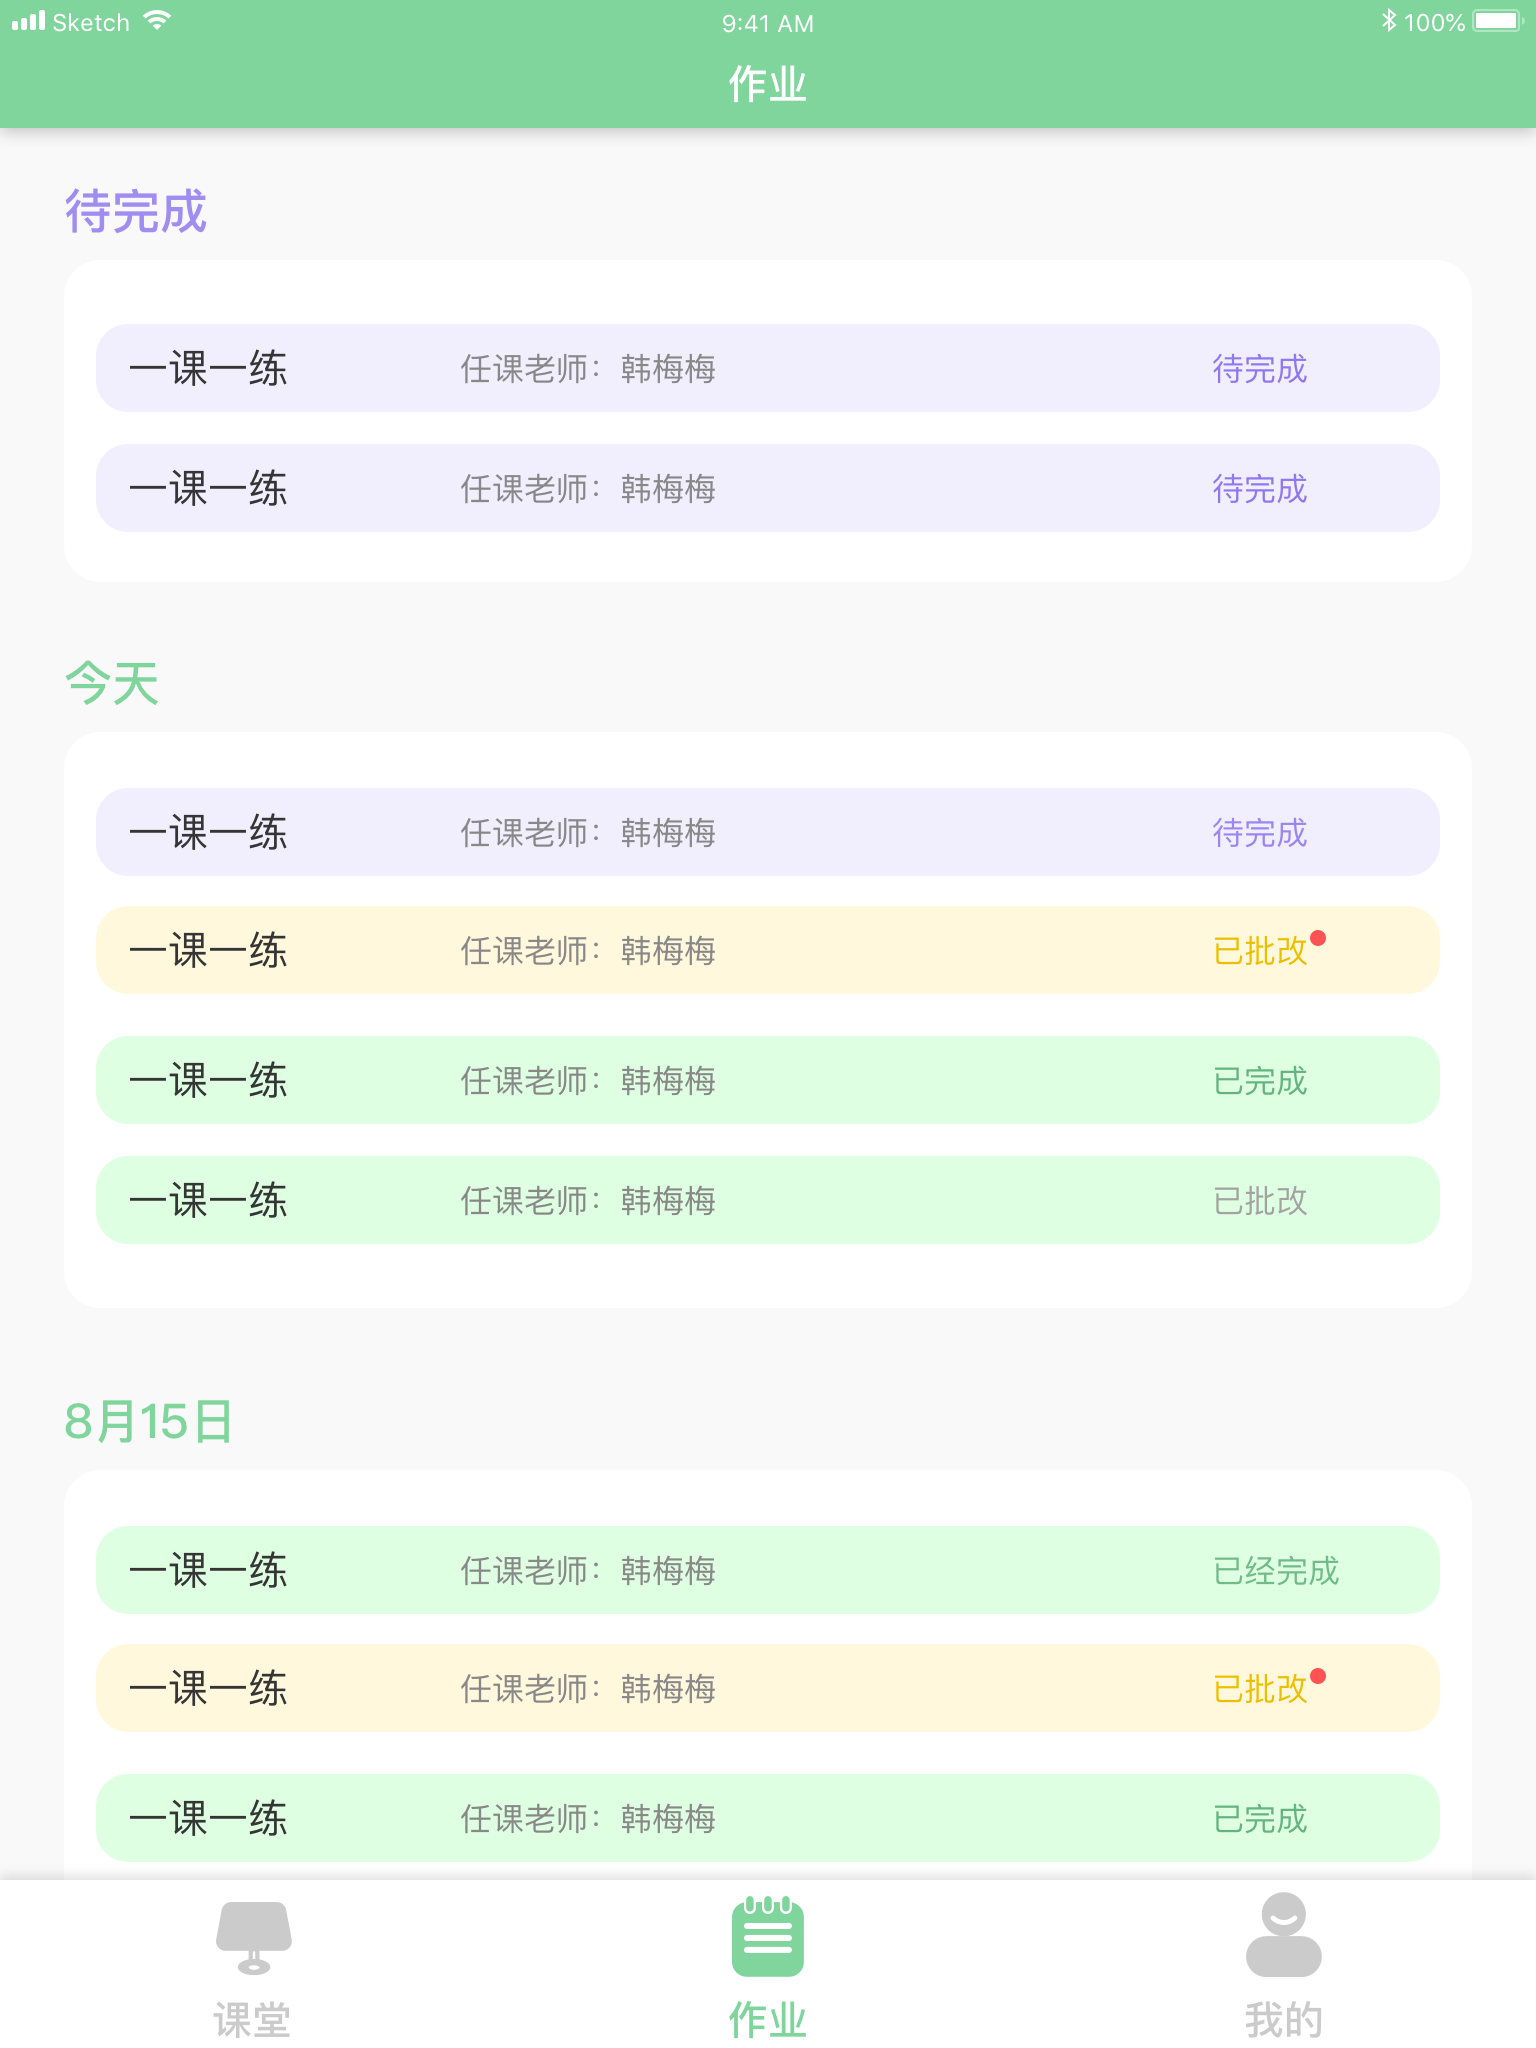 Sketch 9:41 AM 100%
作业
待完成
一课一练 任课老师：韩梅梅 待完成
一课一练 任课老师：韩梅梅 待完成
今天
一课一练 任课老师：韩梅梅 待完成
一课一练 任课老师：韩梅梅 已批改
一课一练 任课老师：韩梅梅 已完成
一课一练 任课老师：韩梅梅 已批改
8月15日
一课一练 任课老师：韩梅梅 已经完成
一课一练 任课老师：韩梅梅 已批改
一课一练 任课老师：韩梅梅 已完成
课堂 作业 我的